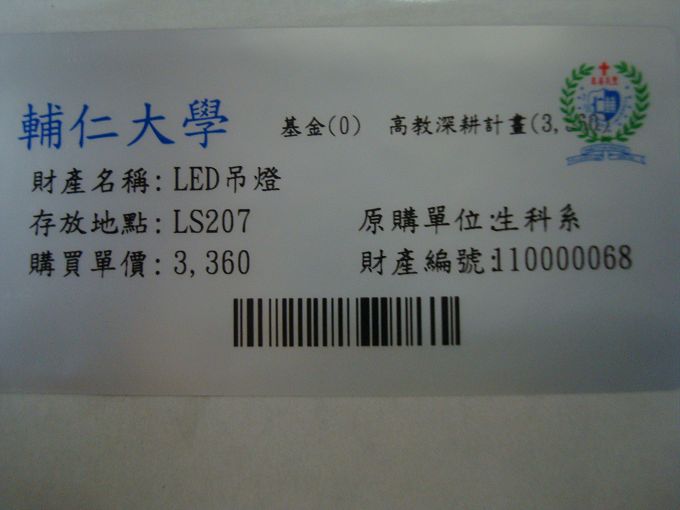 輔仁大學 基金(0) 高教深耕計畫(3,360)
財產名稱: LED吊燈
存放地點: LS207 原購單位:生科系
購買單價: 3,360 財產編號:110000068